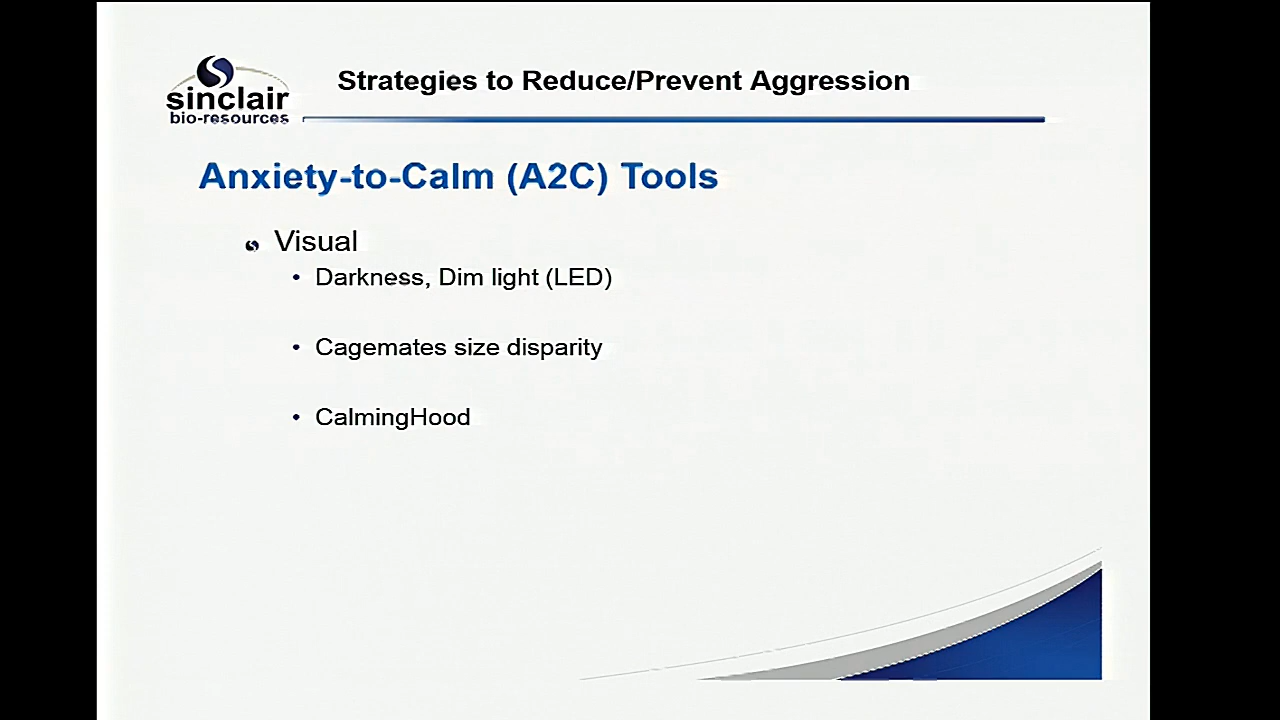 sinclair
bio-resources
Strategies to Reduce/Prevent Aggression
Anxiety-to-Calm (A2C) Tools
Visual
• Darkness, Dim light (LED)
• Cagemates size disparity
• CalmingHood